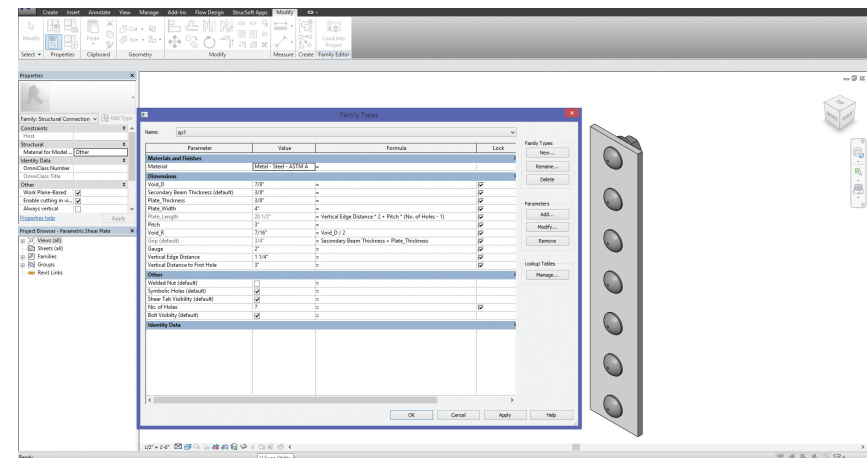 Create Insert Annotate View Manage Add-Ins Flow Design StrucSoft Apps Modify
Modify
Paste
Cut
Join
Load into
Project
Select Properties Clipboard Geometry Modify Measure Create Family Editor
Properties
Family: Structural Connection Edit Type
Constraints
Host
Structural
Material for Model ... Other
Identity Data
OmniClass Number
OmniClass Title
Other
Work Plane-Based
Enable cutting in vi...
Always vertical
Properties help Apply
Project Browser - Parametric Shear Plate
Views (all)
Sheets (all)
Families
Groups
Revit Links
Family Types
Name: sp7
Parameter Value Formula Lock
Materials and Finishes
Material Metal - Steel - ASTM A =
Dimensions
Void_D 7/8" =
Secondary Beam Thickness (default) 3/8" =
Plate_Thickness 3/8" =
Plate_Width 4" =
Plate_Length 20 1/2" = Vertical Edge Distance * 2 + Pitch * (No. of Holes - 1)
Pitch 3" =
Void_R 7/16" = Void_D / 2
Grip (default) 3/4" = Secondary Beam Thickness + Plate_Thickness
Gauge 2" =
Vertical Edge Distance 1 1/4" =
Vertical Distance to First Hole 3" =
Other
Welded Nut (default) =
Symbolic Holes (default) =
Shear Tab Visibility (default) =
No. of Holes 7 =
Bolt Visibilty (default) =
Identity Data
Family Types
New...
Rename...
Delete
Parameters
Add...
Modify...
Remove
Lookup Tables
Manage...
OK Cancel Apply Help
FRONT
1/2" = 1'-0"
Ready